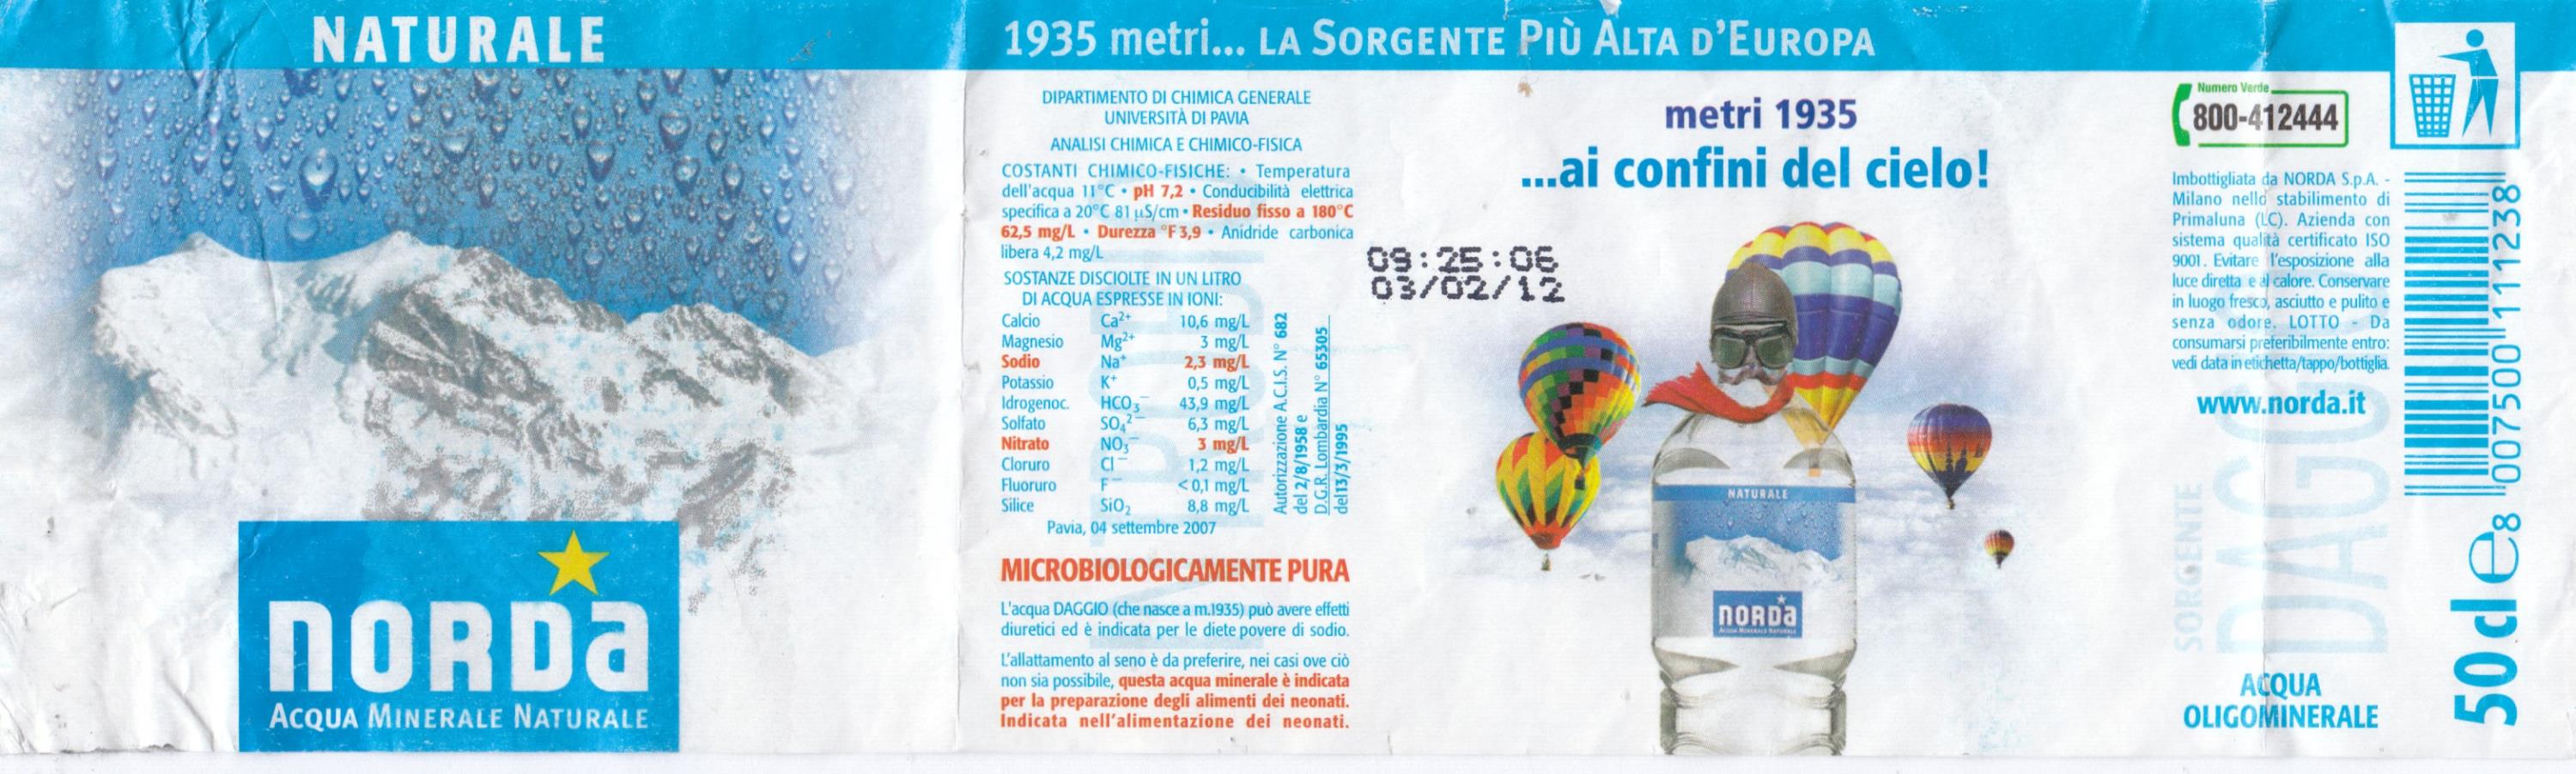 NATURALE
norda
ACQUA MINERALE NATURALE
1935 metri... LA SORGENTE PIÙ ALTA D'EUROPA
DIPARTIMENTO DI CHIMICA GENERALE
UNIVERSITÀ DI PAVIA
ANALISI CHIMICA E CHIMICO-FISICA
COSTANTI CHIMICO-FISICHE: • Temperatura
dell'acqua 11°C • pH 7,2 • Conducibilità elettrica
specifica a 20°C 81 µS/cm • Residuo fisso a 180°C
62,5 mg/L • Durezza °F 3,9 • Anidride carbonica
libera 4,2 mg/L
SOSTANZE DISCIOLTE IN UN LITRO
DI ACQUA ESPRESSE IN IONI:
Calcio Ca²⁺ 10,6 mg/L
Magnesio Mg²⁺ 3 mg/L
Sodio Na⁺ 2,3 mg/L
Potassio K⁺ 0,5 mg/L
Idrogenoc. HCO₃⁻ 43,9 mg/L
Solfato SO₄²⁻ 6,3 mg/L
Nitrato NO₃⁻ 3 mg/L
Cloruro Cl⁻ 1,2 mg/L
Fluoruro F⁻ <0,1 mg/L
Silice SiO₂ 8,8 mg/L
Pavia, 04 settembre 2007
Autorizzazione A.C.I.S. N° 682
del 2/8/1958 e
D.G.R. Lombardia N° 65305
del 13/3/1995
MICROBIOLOGICAMENTE PURA
L'acqua DAGGIO (che nasce a m.1935) può avere effetti
diuretici ed è indicata per le diete povere di sodio.
L'allattamento al seno è da preferire, nei casi ove ciò
non sia possibile, questa acqua minerale è indicata
per la preparazione degli alimenti dei neonati.
Indicata nell'alimentazione dei neonati.
09:25:06
03/02/12
metri 1935
...ai confini del cielo!
NATURALE
norda
ACQUA MINERALE NATURALE
Numero Verde
800-412444
Imbottigliata da NORDA S.p.A. -
Milano nello stabilimento di
Primaluna (LC). Azienda con
sistema qualità certificato ISO
9001. Evitare l'esposizione alla
luce diretta e al calore. Conservare
in luogo fresco, asciutto e pulito e
senza odore. LOTTO - Da
consumarsi preferibilmente entro:
vedi data in etichetta/tappo/bottiglia.
www.norda.it
SORGENTE
ACQUA
OLIGOMINERALE
8 007500 111238
50 cl e